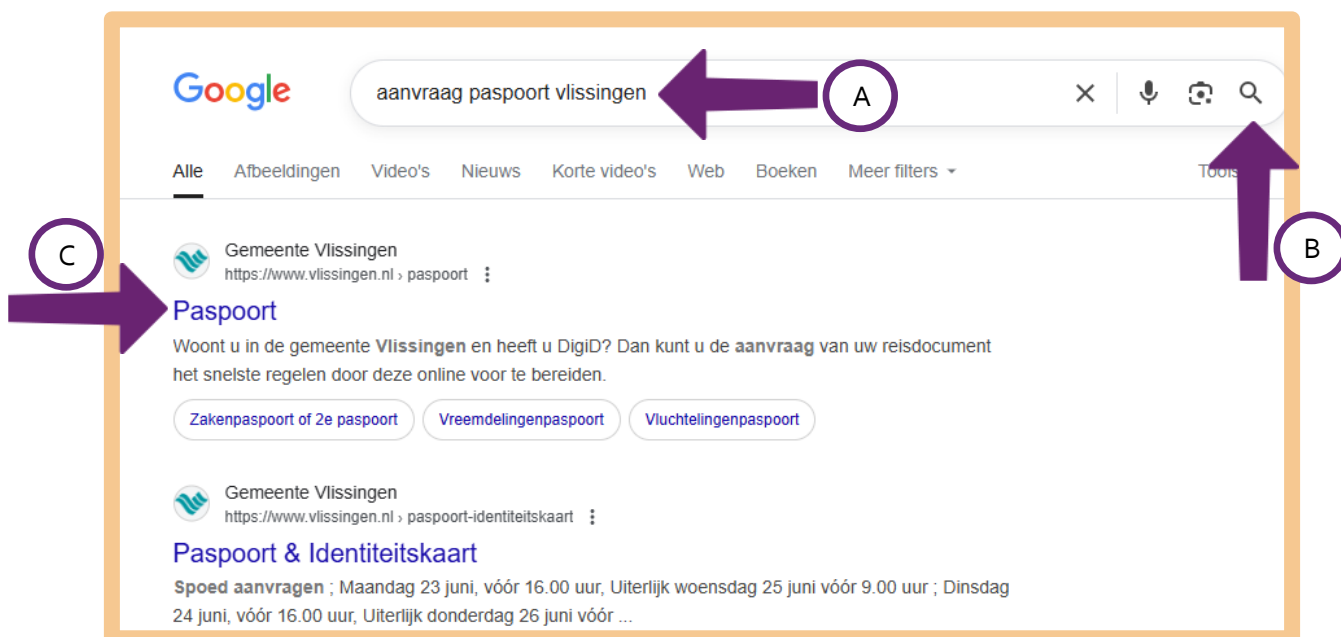 Google
aanvraag paspoort vlissingen
A
Alle Afbeeldingen Video's Nieuws Korte video's Web Boeken Meer filters Tools
B
C
Gemeente Vlissingen
https://www.vlissingen.nl › paspoort
Paspoort
Woont u in de gemeente Vlissingen en heeft u DigiD? Dan kunt u de aanvraag van uw reisdocument
het snelste regelen door deze online voor te bereiden.
Zakenpaspoort of 2e paspoort Vreemdelingenpaspoort Vluchtelingenpaspoort
Gemeente Vlissingen
https://www.vlissingen.nl › paspoort-identiteitskaart
Paspoort & Identiteitskaart
Spoed aanvragen ; Maandag 23 juni, vóór 16.00 uur, Uiterlijk woensdag 25 juni vóór 9.00 uur ; Dinsdag
24 juni, vóór 16.00 uur, Uiterlijk donderdag 26 juni vóór ...